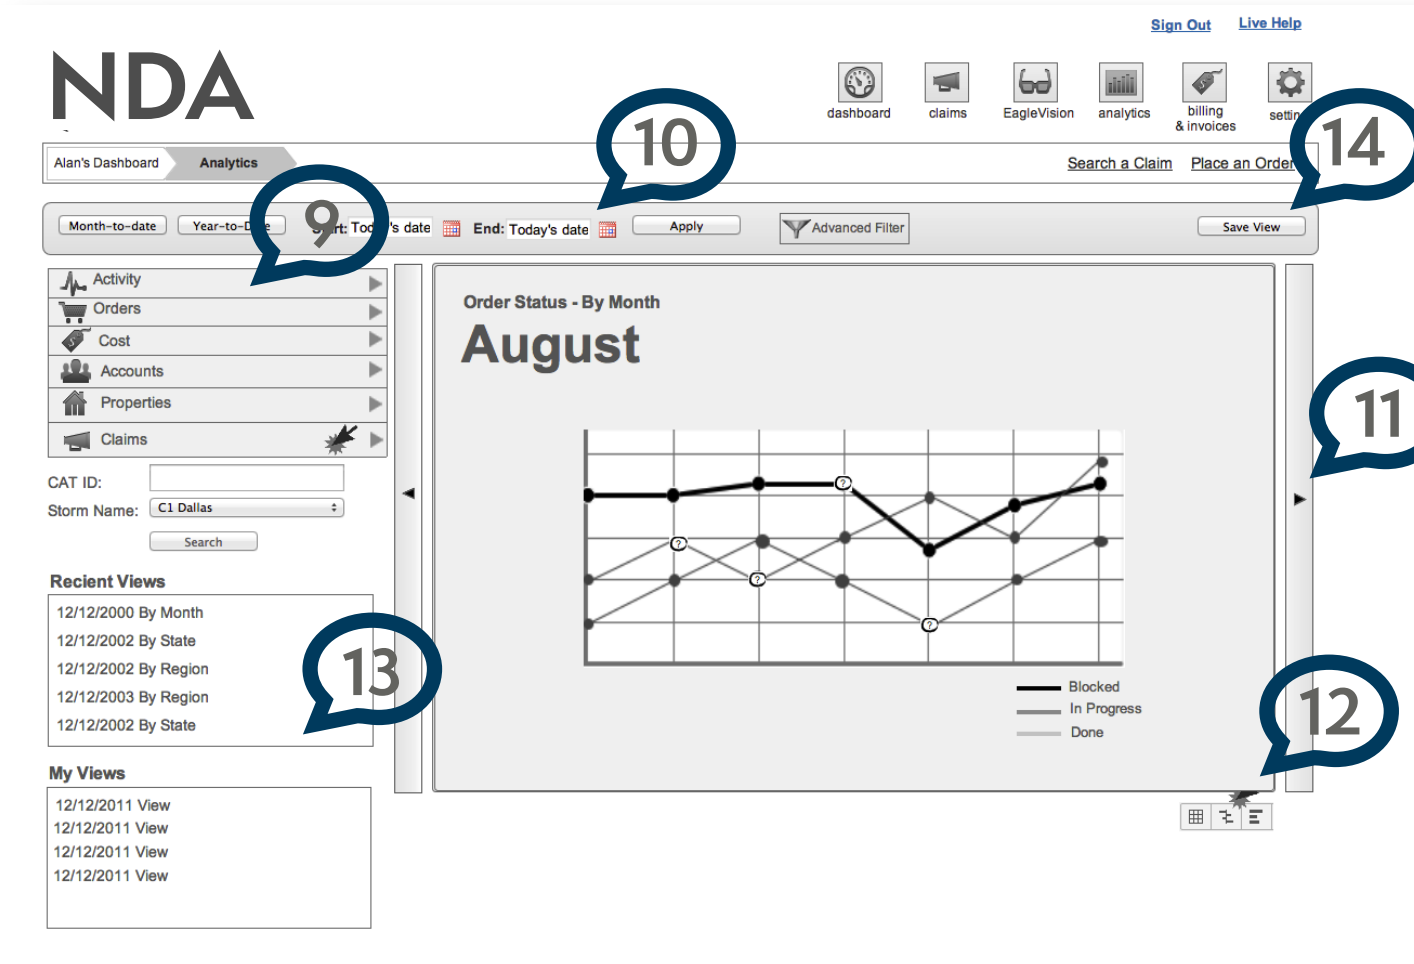 Sign Out
Live Help
NDA
dashboard
claims
EagleVision
analytics
billing
& invoices
10
14
Alan's Dashboard
Analytics
Search a Claim
Place an Order
9
Month-to-date
Year-to-Date
Today's date
End: Today's date
Apply
Advanced Filter
Save View
Activity
Orders
Cost
Accounts
Properties
Claims
CAT ID:
Storm Name:
C1 Dallas
Search
Order Status - By Month
August
11
?
?
?
?
Recient Views
12/12/2000 By Month
12/12/2002 By State
12/12/2002 By Region
12/12/2003 By Region
12/12/2002 By State
13
Blocked
In Progress
Done
12
My Views
12/12/2011 View
12/12/2011 View
12/12/2011 View
12/12/2011 View